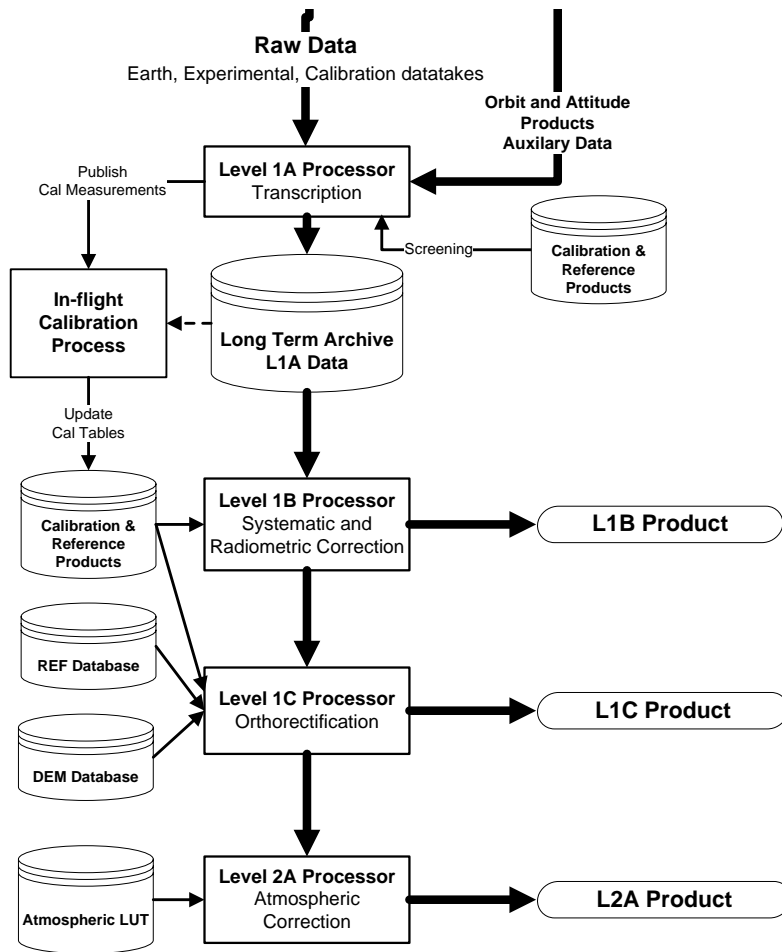 Raw Data
Earth, Experimental, Calibration datatakes
Orbit and Attitude
Products
Auxilary Data
Publish
Cal Measurements
Level 1A Processor
Transcription
Screening
Calibration &
Reference
Products
In-flight
Calibration
Process
Long Term Archive
L1A Data
Update
Cal Tables
Calibration &
Reference
Products
Level 1B Processor
Systematic and
Radiometric Correction
L1B Product
REF Database
Level 1C Processor
Orthorectification
L1C Product
DEM Database
Atmospheric LUT
Level 2A Processor
Atmospheric
Correction
L2A Product